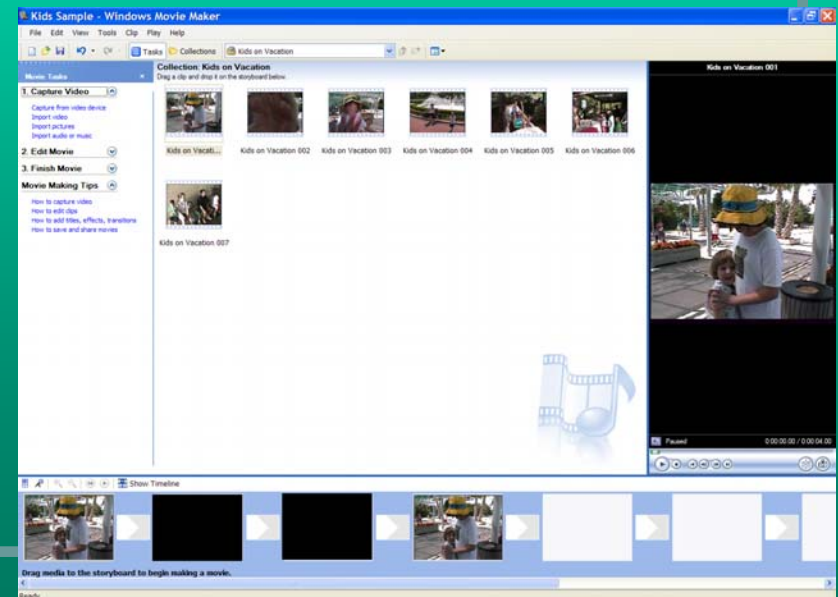 Kids Sample - Windows Movie Maker
File Edit View Tools Clip Play Help
Tasks Collections Kids on Vacation
Movie Tasks
1. Capture Video
Capture from video device
Import video
Import pictures
Import audio or music
2. Edit Movie
3. Finish Movie
Movie Making Tips
How to capture video
How to edit clips
How to add titles, effects, transitions
How to save and share movies
Collection: Kids on Vacation
Drag a clip and drop it on the storyboard below.
Kids on Vacati... Kids on Vacation 002 Kids on Vacation 003 Kids on Vacation 004 Kids on Vacation 005 Kids on Vacation 006
Kids on Vacation 007
Kids on Vacation 001
Paused 0:00:00.00 / 0:00:04.00
Show Timeline
Drag media to the storyboard to begin making a movie.
Ready